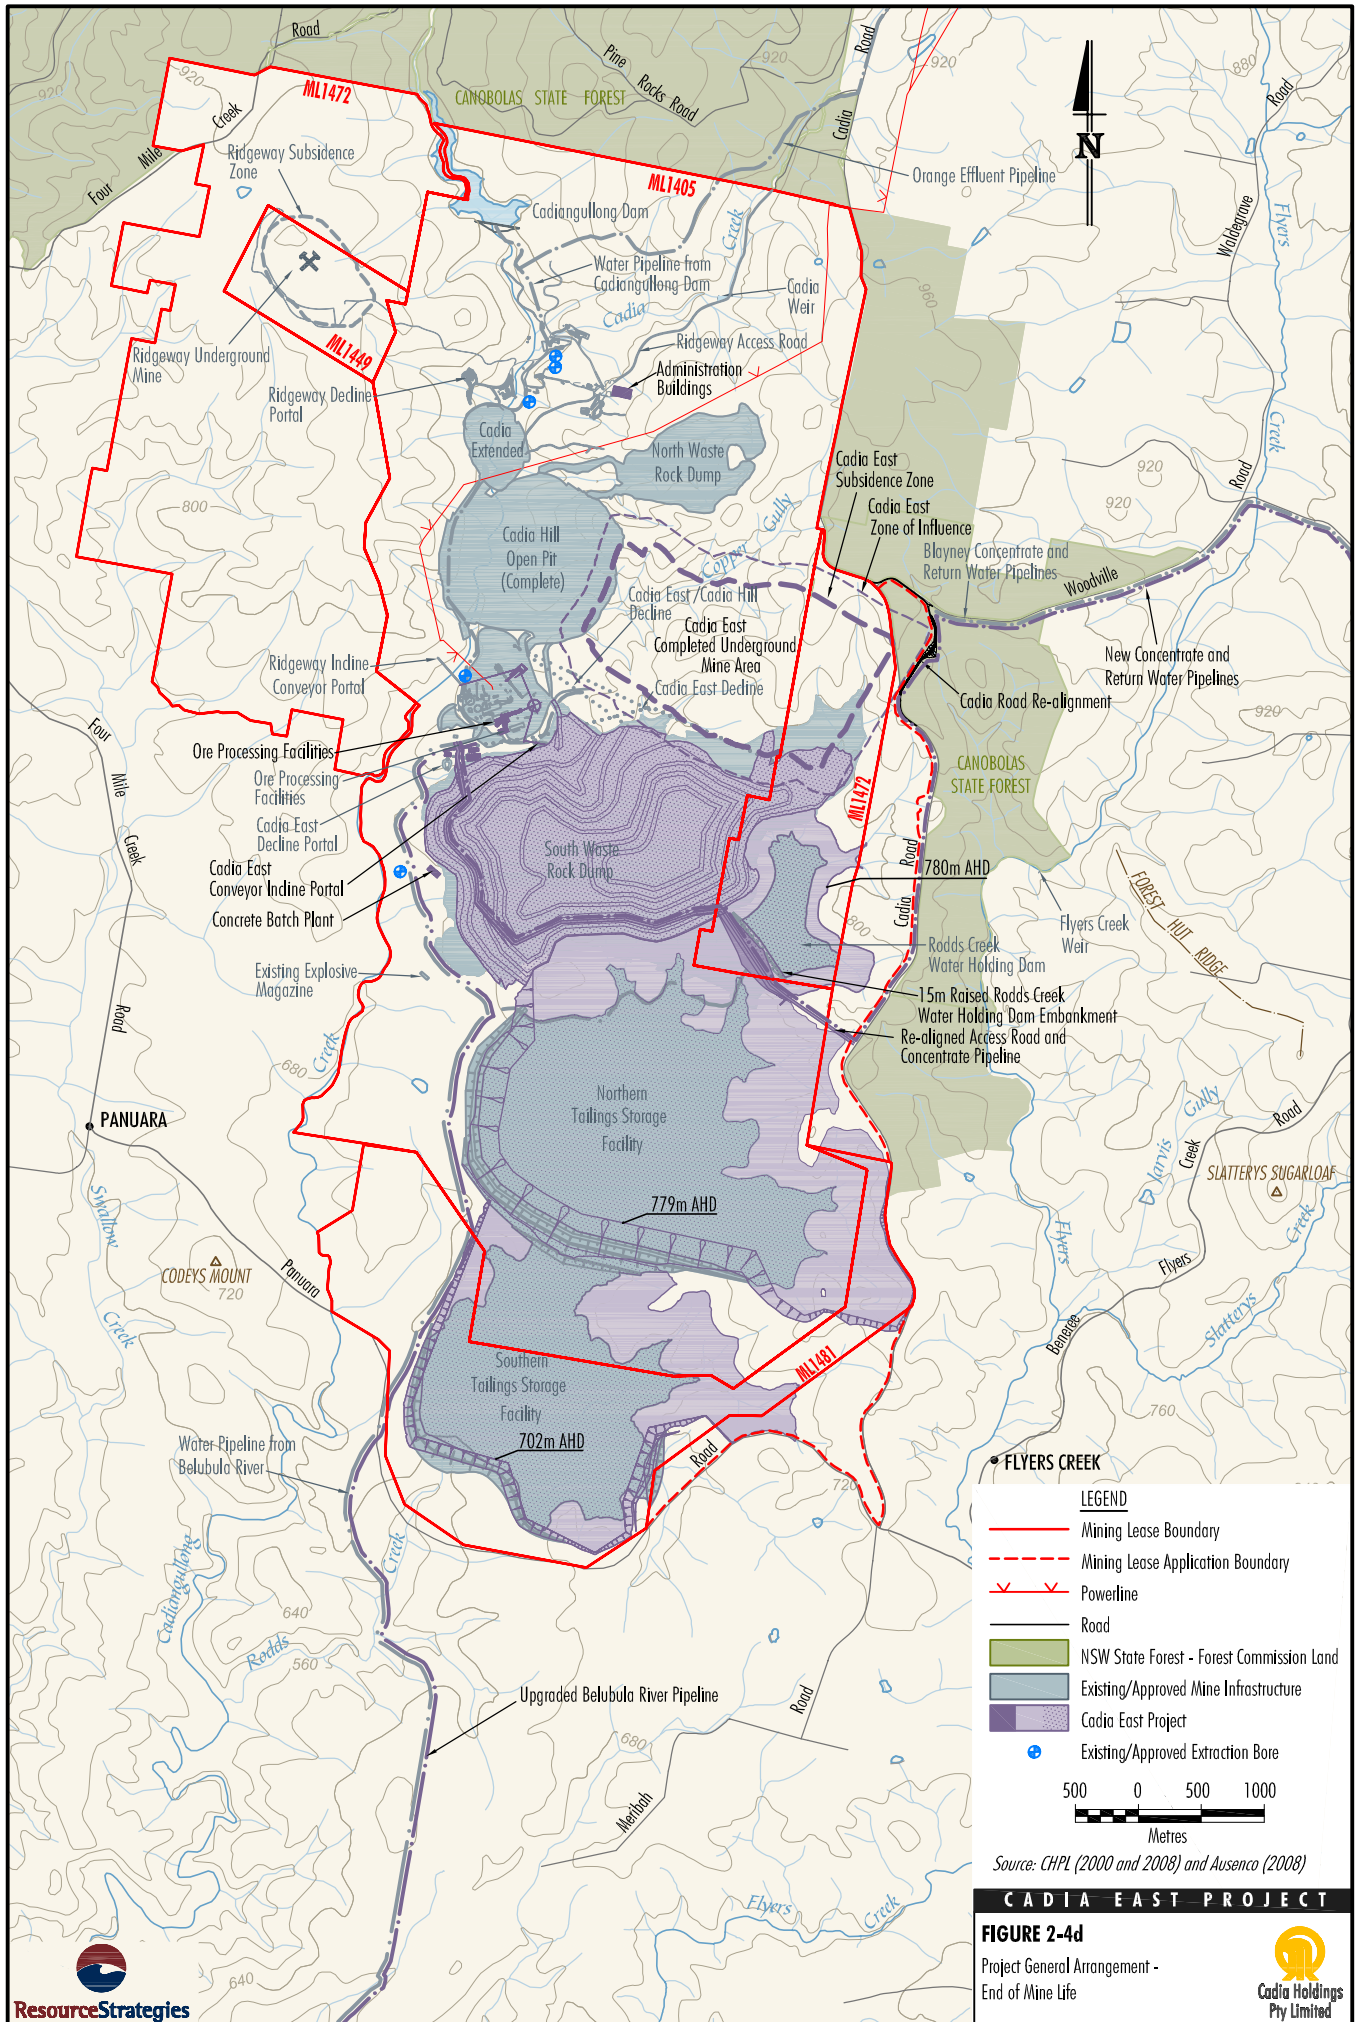 Road
920
920
ML1472
CANOBOLAS STATE FOREST
Pine
Rocks Road
920
Road
Cadia
880
Road
N
Creek
Mile
Four
Ridgeway Subsidence
Zone
ML1405
Orange Effluent Pipeline
Flyers
Waldegrave
Cadiangullong Dam
Creek
Water Pipeline from
Cadiangullong Dam
Cadia
Weir
Cadia
960
Ridgeway Access Road
Ridgeway Underground
Mine
ML1449
Ridgeway Decline
Portal
Administration
Buildings
Cadia
Extended
North Waste
Rock Dump
Creek
Cadia East
Subsidence Zone
Cadia East
Zone of Influence
920
920
Road
800
Cadia Hill
Open Pit
(Complete)
Copper
Gully
Blayney Concentrate and
Return Water Pipelines
Woodville
Cadia East /Cadia Hill
Decline
Cadia East
Completed Underground
Mine Area
Cadia East Decline
New Concentrate and
Return Water Pipelines
Ridgeway Incline
Conveyor Portal
Cadia Road Re-alignment
920
Four
Mile
Creek
Road
Ore Processing Facilities
Ore Processing
Facilities
CANOBOLAS
STATE FOREST
ML1472
Cadia East
Decline Portal
Cadia East
Conveyor Incline Portal
South Waste
Rock Dump
Road
Cadia
780m AHD
Concrete Batch Plant
800
FOREST HUT RIDGE
Flyers Creek
Weir
Rodds Creek
Water Holding Dam
Existing Explosive
Magazine
15m Raised Rodds Creek
Water Holding Dam Embankment
Re-aligned Access Road and
Concentrate Pipeline
680
Creek
Northern
Tailings Storage
Facility
PANUARA
Gully
Jarvis
Creek
Road
SLATTERYS SUGARLOAF
Swallow
Creek
779m AHD
Flyers
Creek
Flyers
Slatterys
CODEYS MOUNT
720
Panuara
Beneree
Southern
Tailings Storage
Facility
ML1481
760
702m AHD
Road
Water Pipeline from
Belubula River
720
FLYERS CREEK
Creek
Cadiangullong
640
Rodds
560
Upgraded Belubula River Pipeline
Road
680
Meribah
Flyers
Creek
640
LEGEND
Mining Lease Boundary
Mining Lease Application Boundary
Powerline
Road
NSW State Forest - Forest Commission Land
Existing/Approved Mine Infrastructure
Cadia East Project
Existing/Approved Extraction Bore
500 0 500 1000
Metres
Source: CHPL (2000 and 2008) and Ausenco (2008)
CADIA EAST PROJECT
FIGURE 2-4d
Project General Arrangement -
End of Mine Life
Cadia Holdings
Pty Limited
ResourceStrategies